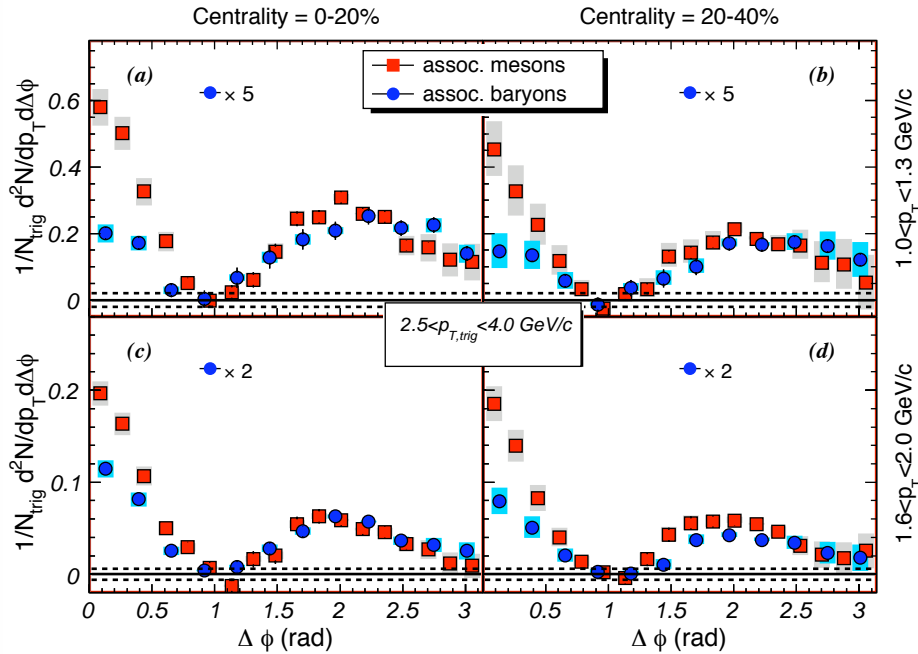 Centrality = 0-20%
Centrality = 20-40%
(a)
assoc. mesons
assoc. baryons
(b)
× 5
× 5
0.6
0.4
0.2
0
1/N_trig d²N/dp_T dΔϕ
1.0<p_T<1.3 GeV/c
2.5<p_T,trig<4.0 GeV/c
(c)
(d)
× 2
× 2
0.2
0.1
0
1/N_trig d²N/dp_T dΔϕ
1.6<p_T<2.0 GeV/c
0 0.5 1 1.5 2 2.5 3
0.5 1 1.5 2 2.5 3
Δ ϕ (rad)
Δ ϕ (rad)